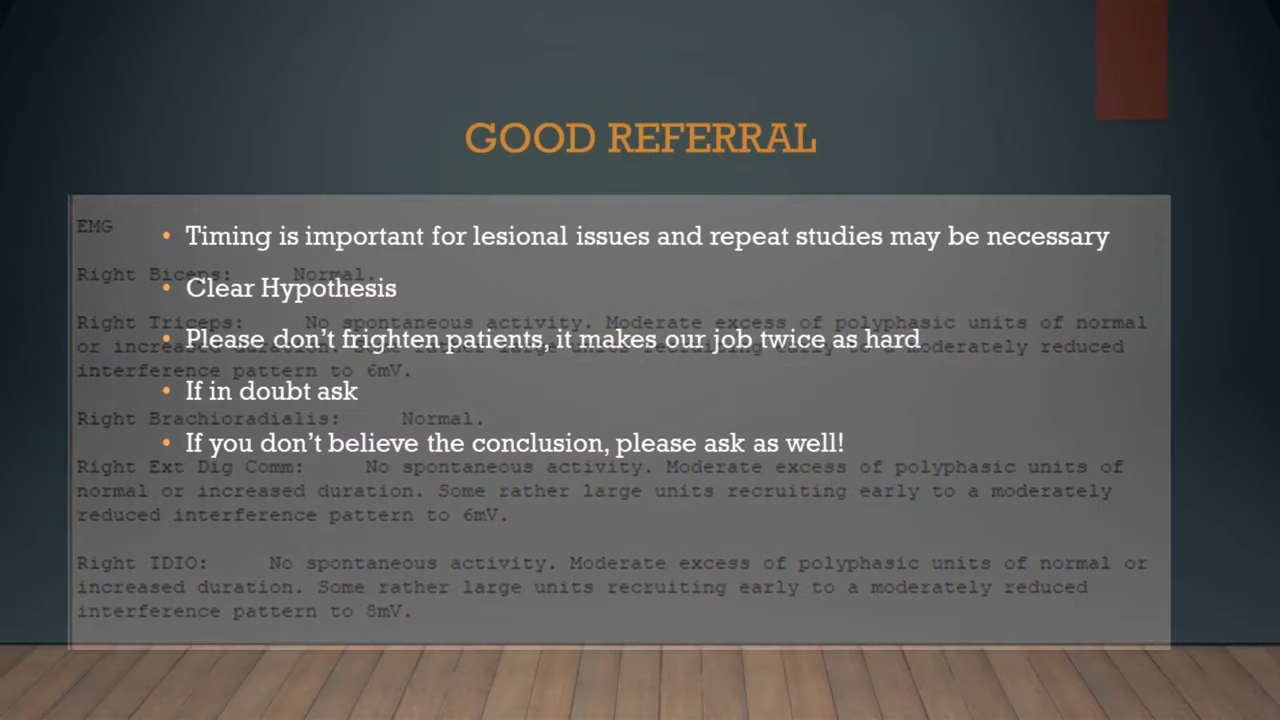 GOOD REFERRAL
• Timing is important for lesional issues and repeat studies may be necessary
• Clear Hypothesis
• Please don't frighten patients, it makes our job twice as hard
• If in doubt ask
• If you don't believe the conclusion, please ask as well!
EMG
Right Biceps: Normal.
Right Triceps: No spontaneous activity. Moderate excess of polyphasic units of normal
or increased duration. Some rather large units recruiting early to a moderately reduced
interference pattern to 6mV.
Right Brachioradialis: Normal.
Right Ext Dig Comm: No spontaneous activity. Moderate excess of polyphasic units of
normal or increased duration. Some rather large units recruiting early to a moderately
reduced interference pattern to 6mV.
Right IDIO: No spontaneous activity. Moderate excess of polyphasic units of normal or
increased duration. Some rather large units recruiting early to a moderately reduced
interference pattern to 8mV.